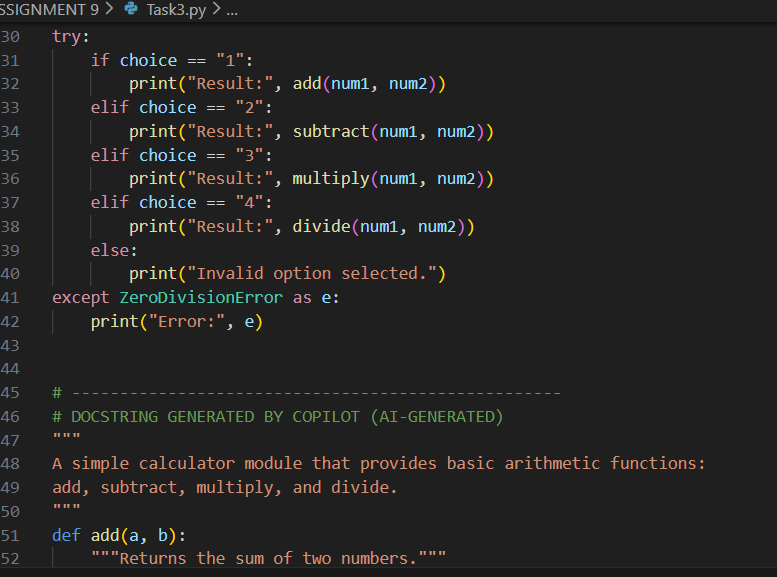 SSIGNMENT 9 > Task3.py > ...
30 try:
31     if choice == "1":
32         print("Result:", add(num1, num2))
33     elif choice == "2":
34         print("Result:", subtract(num1, num2))
35     elif choice == "3":
36         print("Result:", multiply(num1, num2))
37     elif choice == "4":
38         print("Result:", divide(num1, num2))
39     else:
40         print("Invalid option selected.")
41 except ZeroDivisionError as e:
42     print("Error:", e)
43
44
45 # ---------------------------------------------------
46 # DOCSTRING GENERATED BY COPILOT (AI-GENERATED)
47 """
48 A simple calculator module that provides basic arithmetic functions:
49 add, subtract, multiply, and divide.
50 """
51 def add(a, b):
52     """Returns the sum of two numbers."""